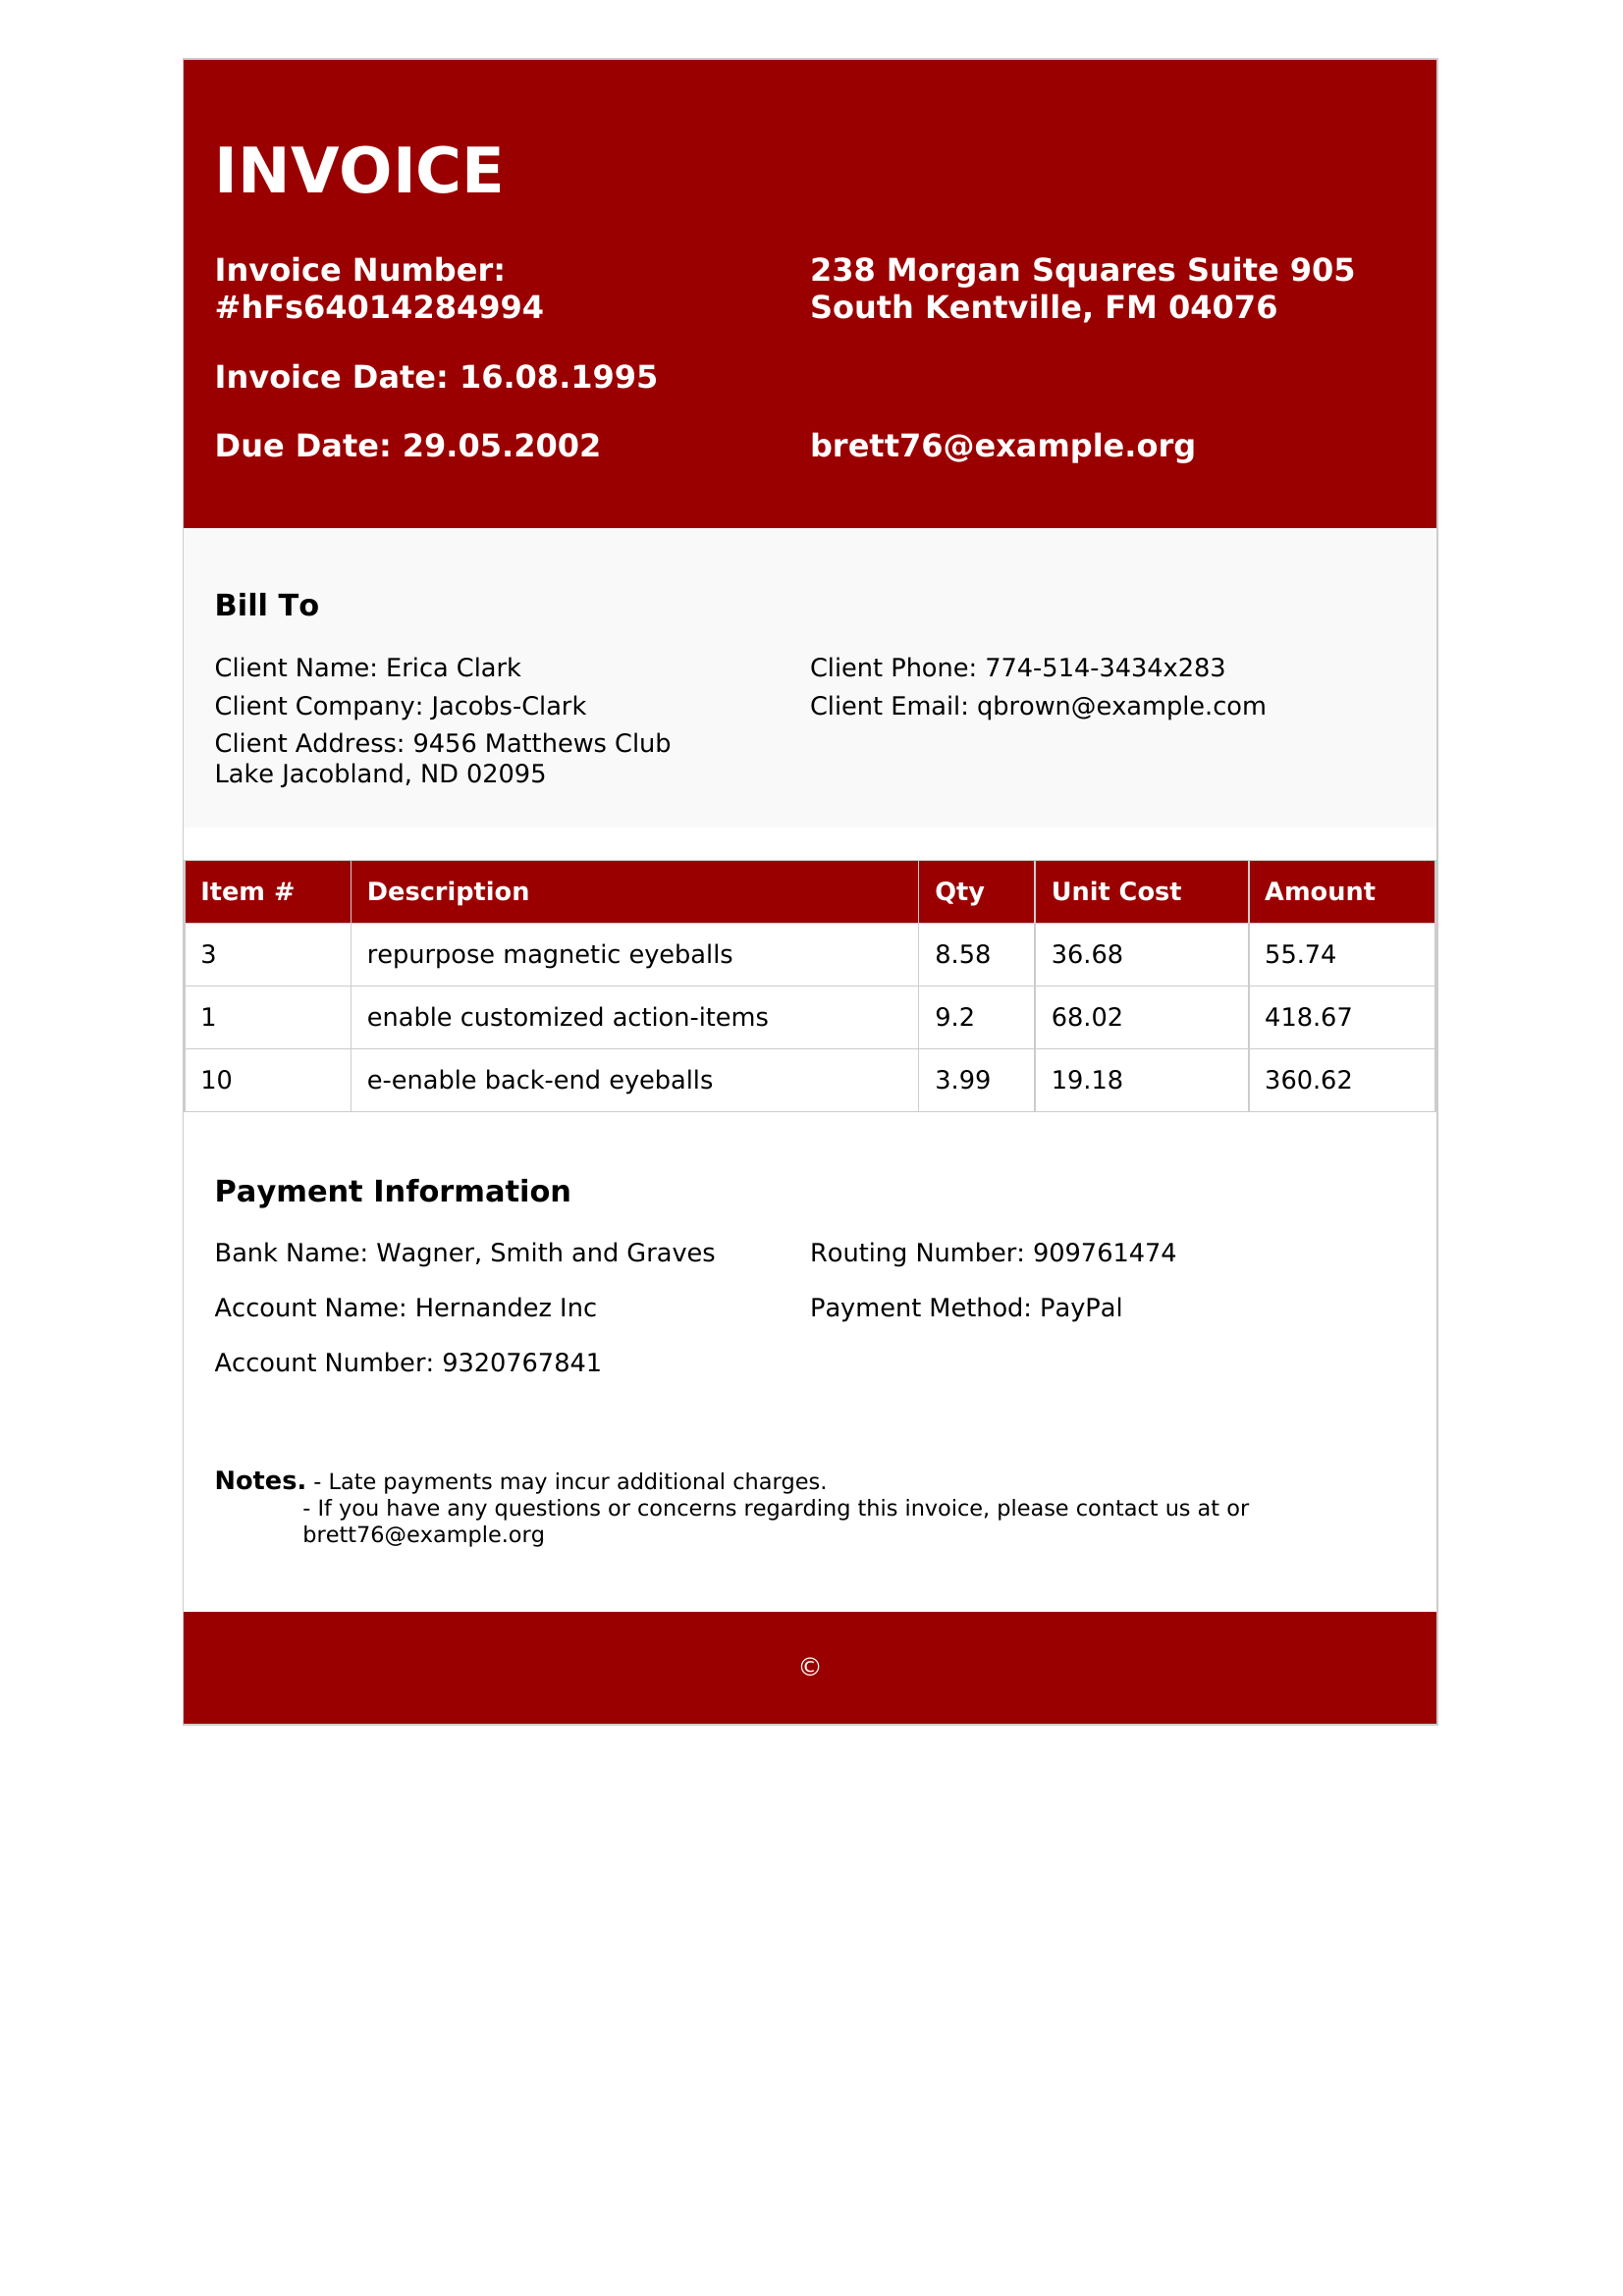 INVOICE
Invoice Number:
#hFs64014284994
238 Morgan Squares Suite 905
South Kentville, FM 04076
Invoice Date: 16.08.1995
Due Date: 29.05.2002
brett76@example.org
Bill To
Client Name: Erica Clark
Client Phone: 774-514-3434x283
Client Company: Jacobs-Clark
Client Email: qbrown@example.com
Client Address: 9456 Matthews Club
Lake Jacobland, ND 02095
Item # Description Qty Unit Cost Amount
3 repurpose magnetic eyeballs 8.58 36.68 55.74
1 enable customized action-items 9.2 68.02 418.67
10 e-enable back-end eyeballs 3.99 19.18 360.62
Payment Information
Bank Name: Wagner, Smith and Graves
Routing Number: 909761474
Account Name: Hernandez Inc
Payment Method: PayPal
Account Number: 9320767841
Notes. - Late payments may incur additional charges.
- If you have any questions or concerns regarding this invoice, please contact us at or
brett76@example.org
©